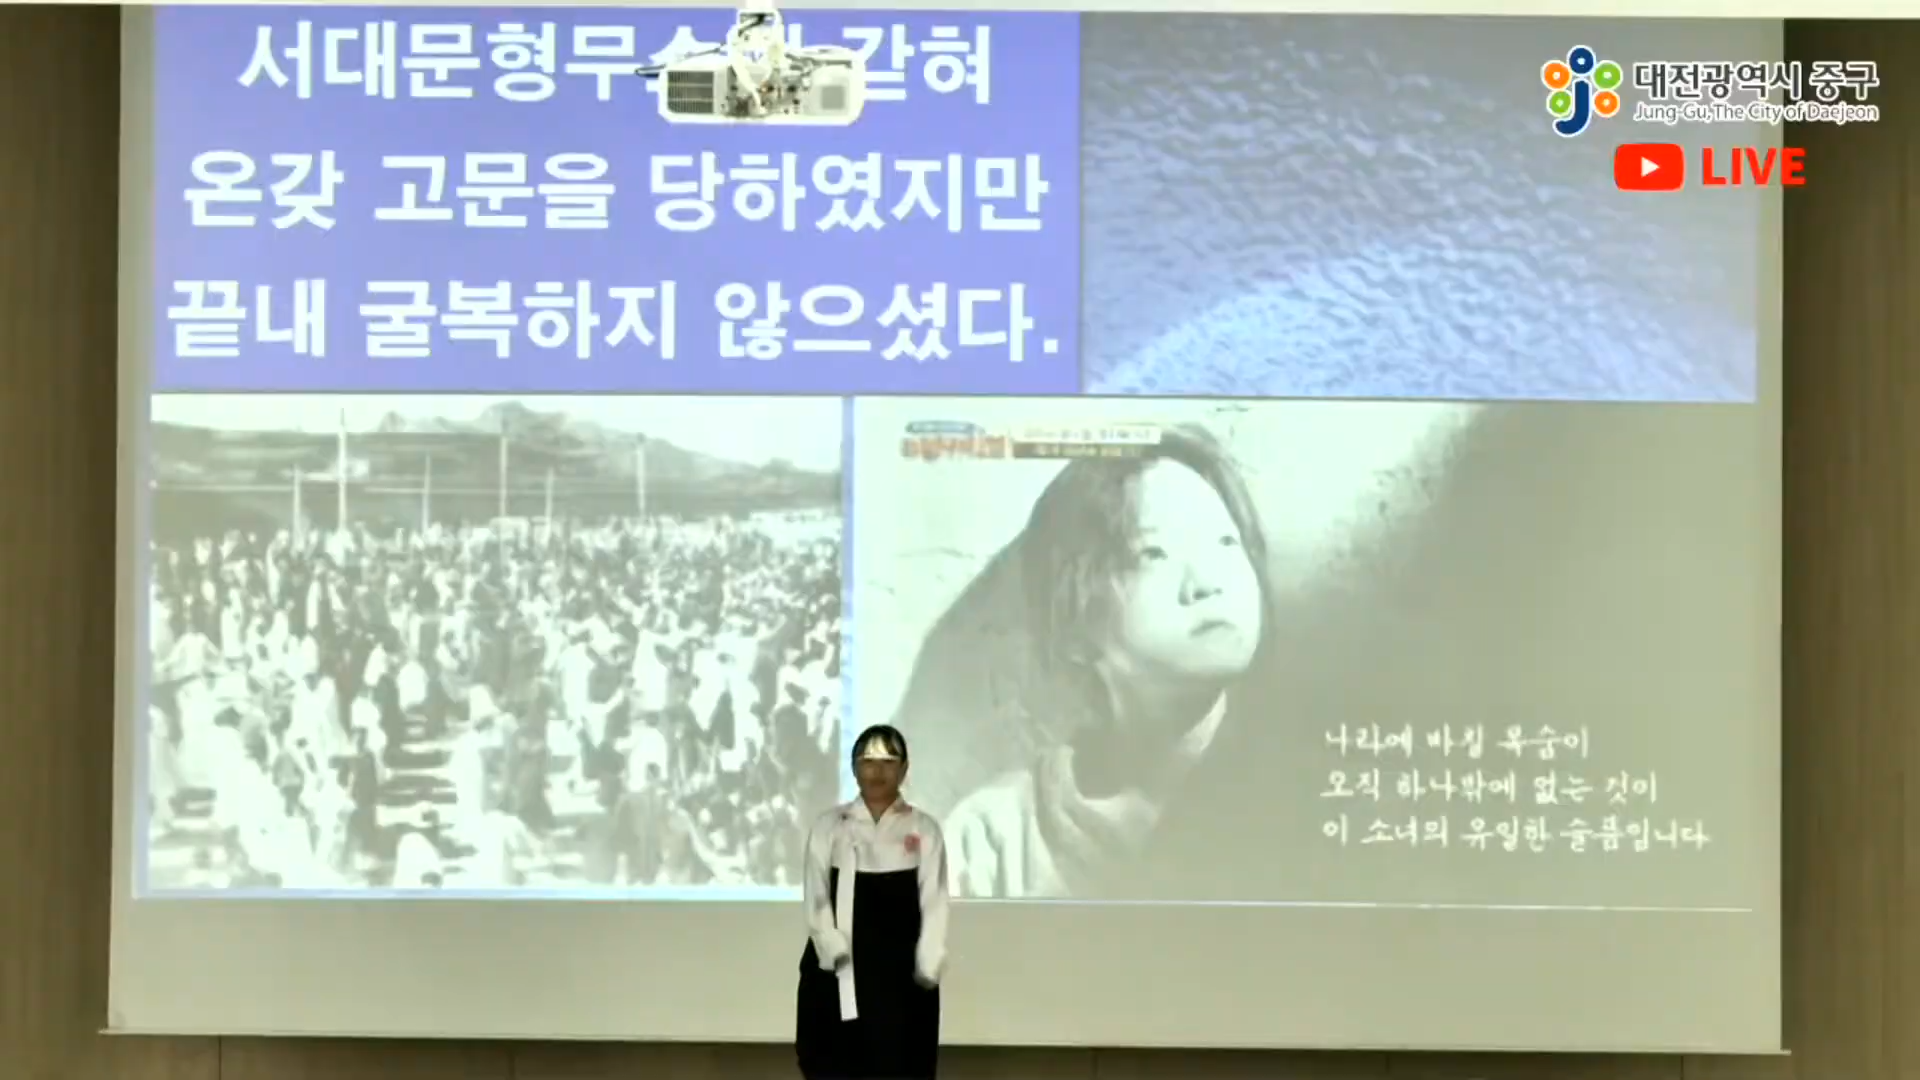 서대문형무소에 갇혀
온갖 고문을 당하였지만
끝내 굴복하지 않으셨다.
대전광역시 중구
Jung-Gu, The City of Daejeon
LIVE
나라에 바칠 목숨이
오직 하나밖에 없는 것이
이 소녀의 유일한 슬픔입니다